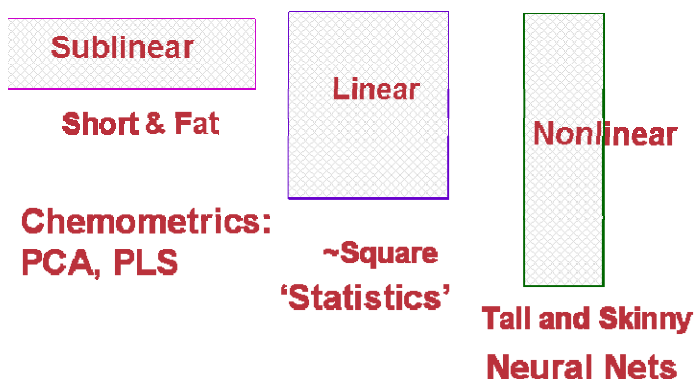 Sublinear
Short & Fat
Chemometrics:
PCA, PLS
Linear
~Square
‘Statistics’
Nonlinear
Tall and Skinny
Neural Nets